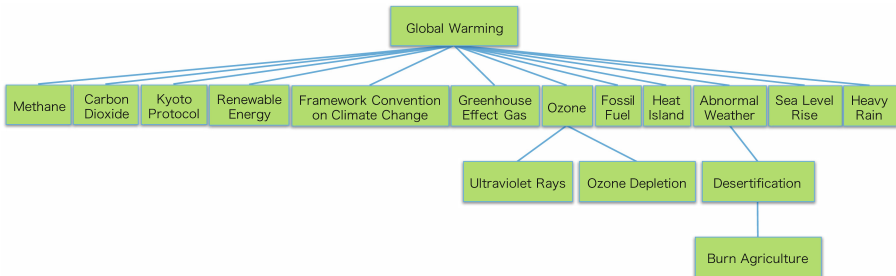 Global Warming
Methane
Carbon
Dioxide
Kyoto
Protocol
Renewable
Energy
Framework Convention
on Climate Change
Greenhouse
Effect Gas
Ozone
Fossil
Fuel
Heat
Island
Abnormal
Weather
Sea Level
Rise
Heavy
Rain
Ultraviolet Rays
Ozone Depletion
Desertification
Burn Agriculture